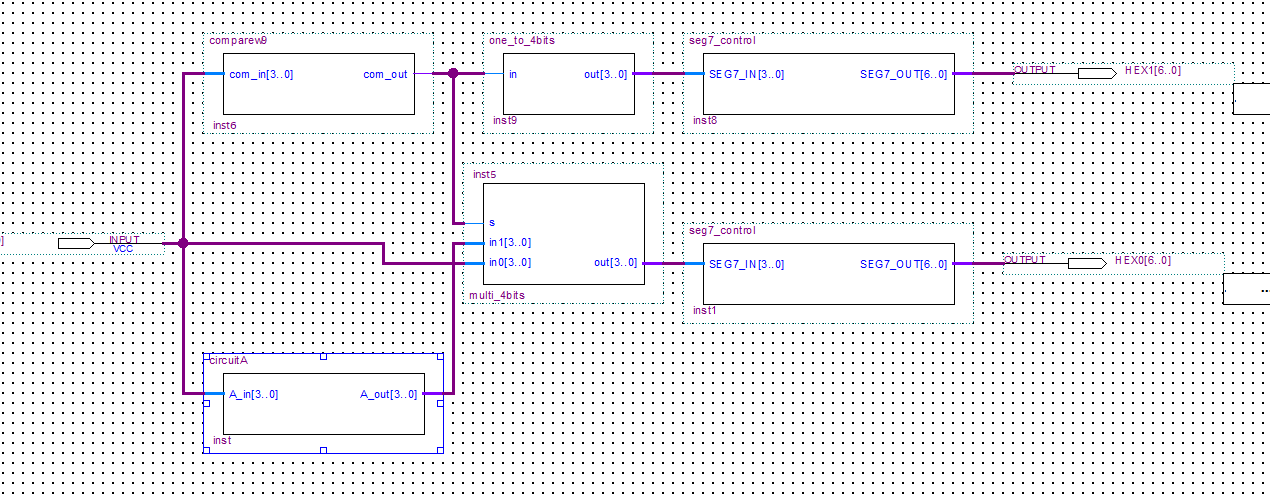 comparew9
com_in[3..0] com_out
inst6
one_to_4bits
in out[3..0]
inst9
seg7_control
SEG7_IN[3..0] SEG7_OUT[6..0]
inst8
OUTPUT HEX1[6..0]
inst5
s
in1[3..0]
in0[3..0] out[3..0]
multi_4bits
]
INPUT
VCC
seg7_control
SEG7_IN[3..0] SEG7_OUT[6..0]
inst1
OUTPUT HEX0[6..0]
circuitA
A_in[3..0] A_out[3..0]
inst